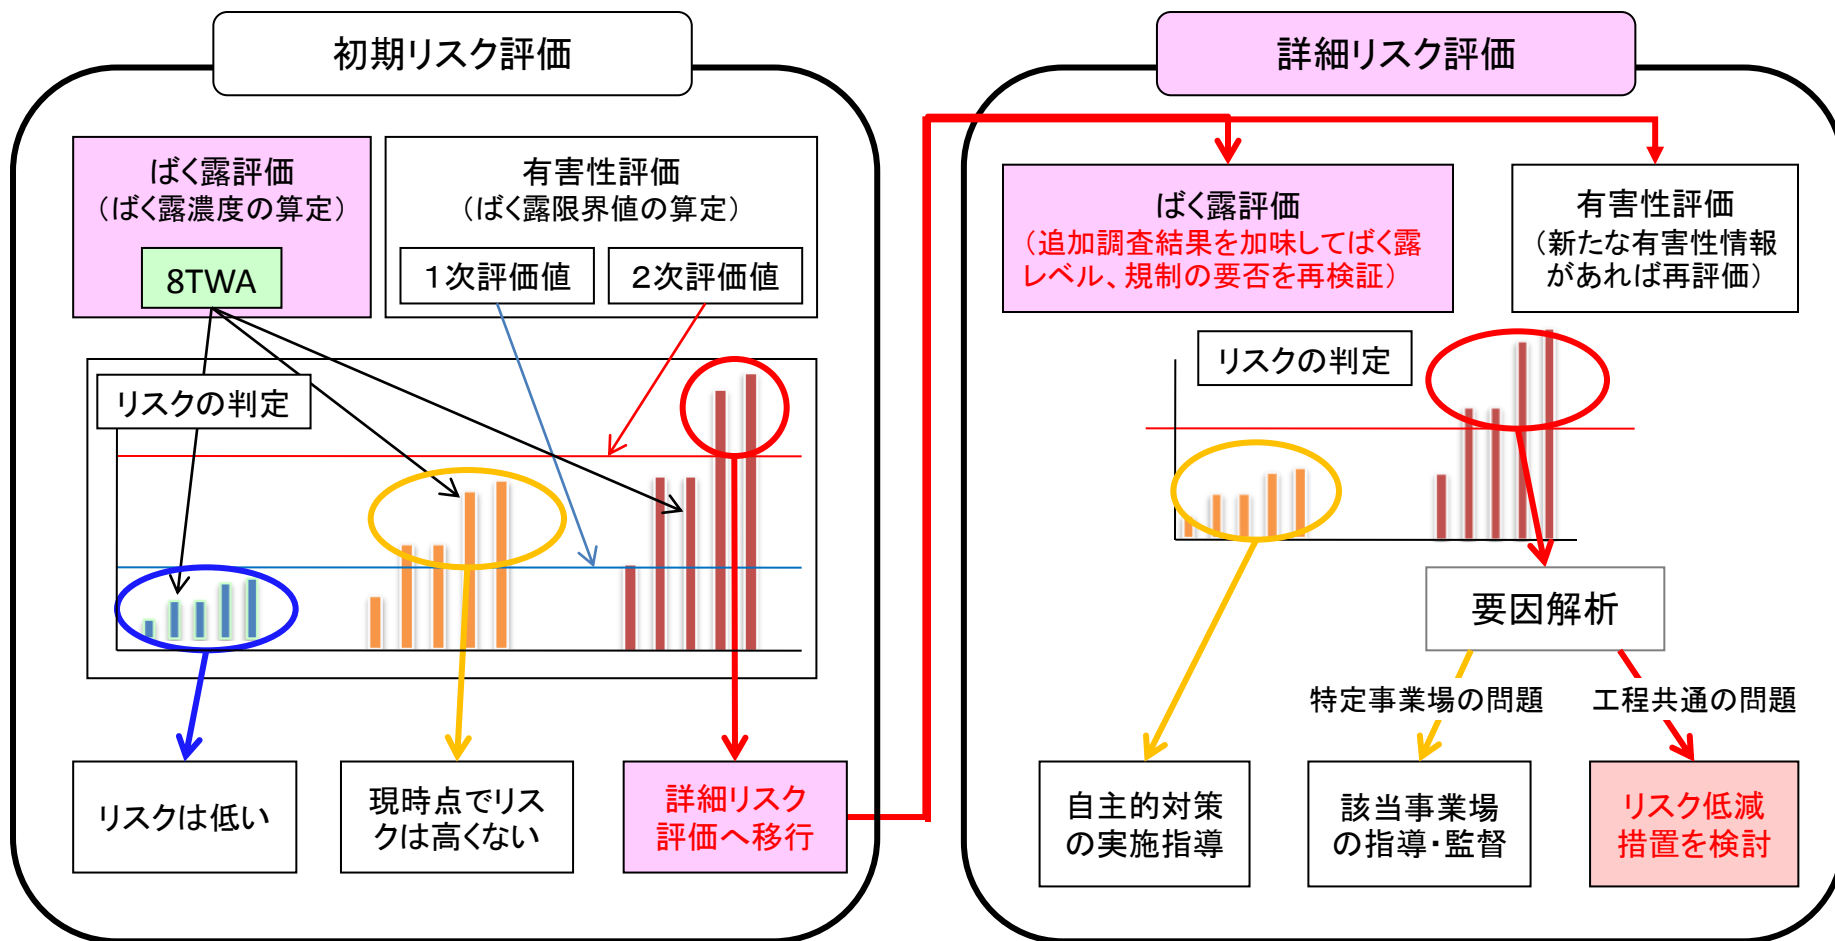 初期リスク評価
ばく露評価
（ばく露濃度の算定）
8TWA
有害性評価
（ばく露限界値の算定）
１次評価値
２次評価値
リスクの判定
リスクは低い
現時点でリス
クは高くない
詳細リスク
評価へ移行
詳細リスク評価
ばく露評価
（追加調査結果を加味してばく露
レベル、規制の要否を再検証）
有害性評価
（新たな有害性情報
があれば再評価）
リスクの判定
要因解析
特定事業場の問題
工程共通の問題
自主的対策
の実施指導
該当事業場
の指導・監督
リスク低減
措置を検討